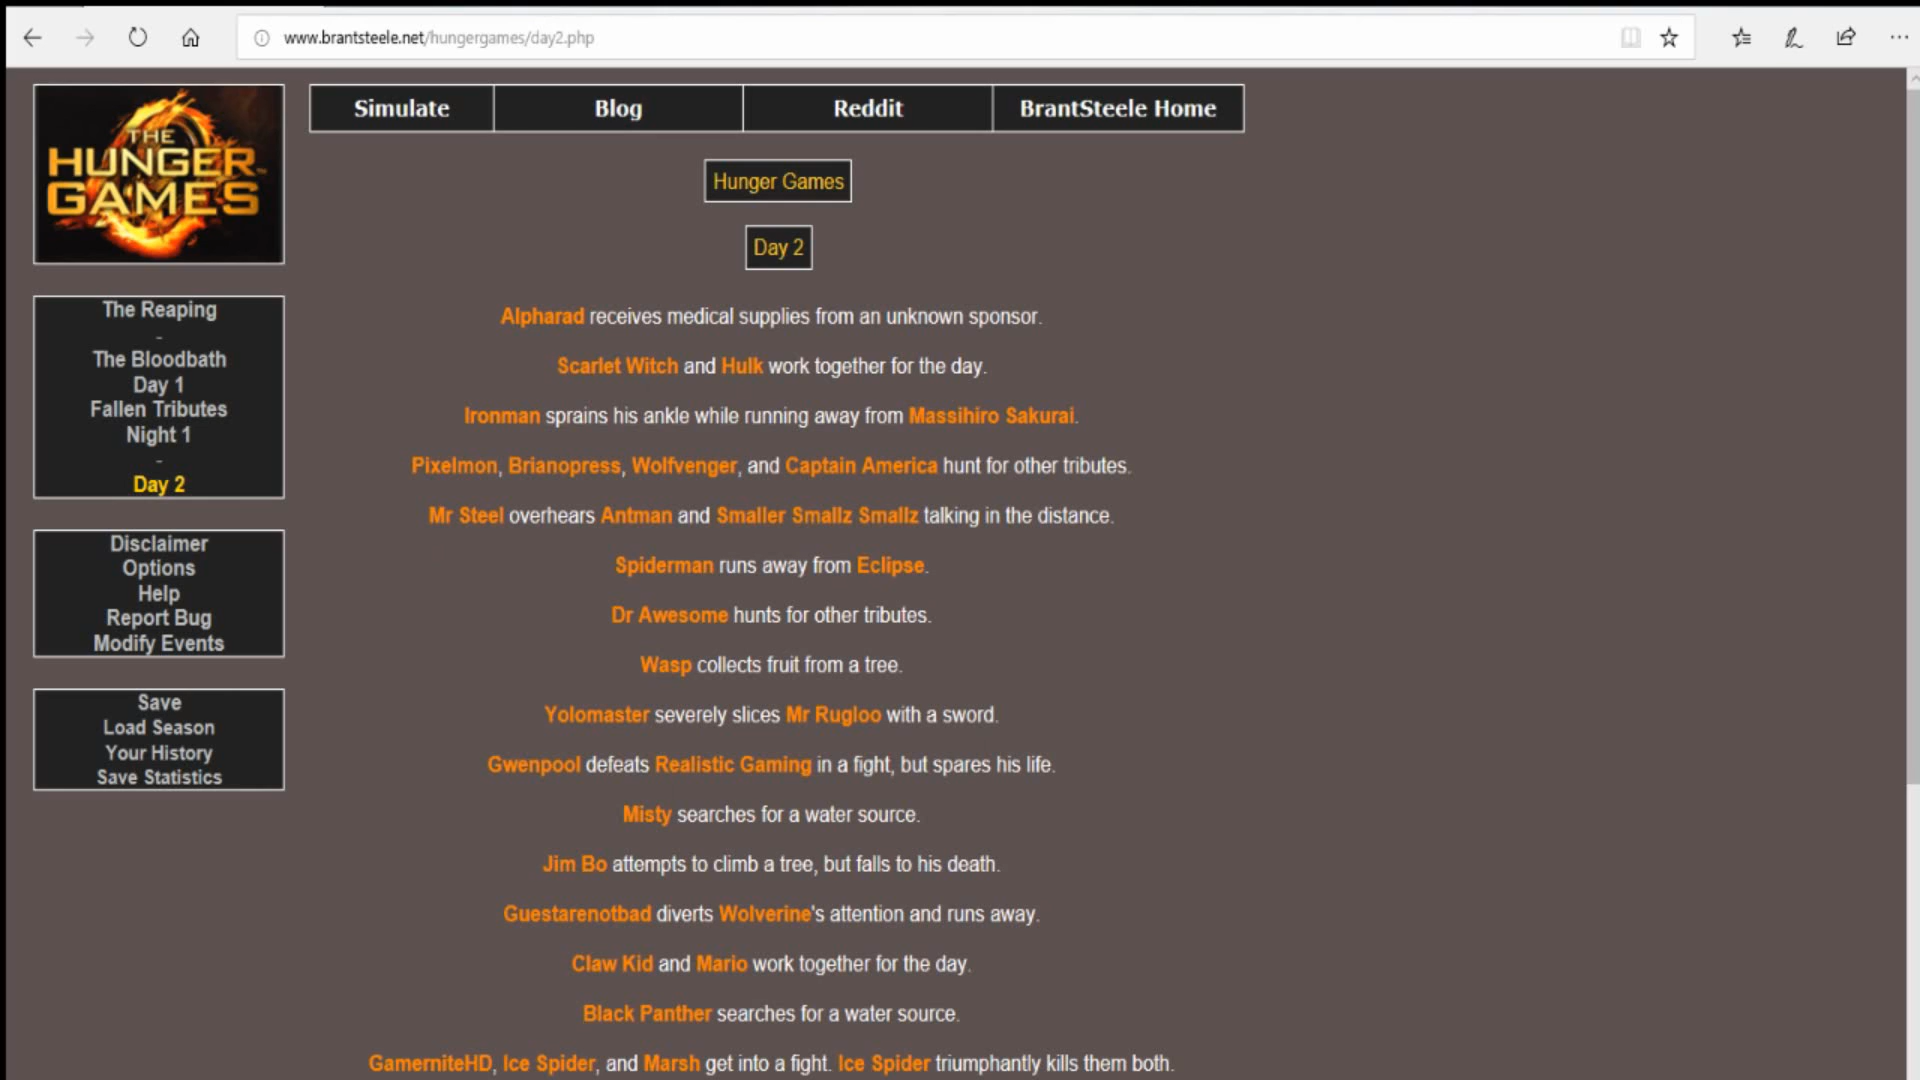 www.brantsteele.net/hungergames/day2.php
THE
HUNGER
GAMES
Simulate
Blog
Reddit
BrantSteele Home
Hunger Games
Day 2
The Reaping
-
The Bloodbath
Day 1
Fallen Tributes
Night 1
-
Day 2
Disclaimer
Options
Help
Report Bug
Modify Events
Save
Load Season
Your History
Save Statistics
Alpharad receives medical supplies from an unknown sponsor.
Scarlet Witch and Hulk work together for the day.
Ironman sprains his ankle while running away from Massihiro Sakurai.
Pixelmon, Brianopress, Wolfvenger, and Captain America hunt for other tributes.
Mr Steel overhears Antman and Smaller Smallz Smallz talking in the distance.
Spiderman runs away from Eclipse.
Dr Awesome hunts for other tributes.
Wasp collects fruit from a tree.
Yolomaster severely slices Mr Rugloo with a sword.
Gwenpool defeats Realistic Gaming in a fight, but spares his life.
Misty searches for a water source.
Jim Bo attempts to climb a tree, but falls to his death.
Guestarenotbad diverts Wolverine's attention and runs away.
Claw Kid and Mario work together for the day.
Black Panther searches for a water source.
GamerniteHD, Ice Spider, and Marsh get into a fight. Ice Spider triumphantly kills them both.